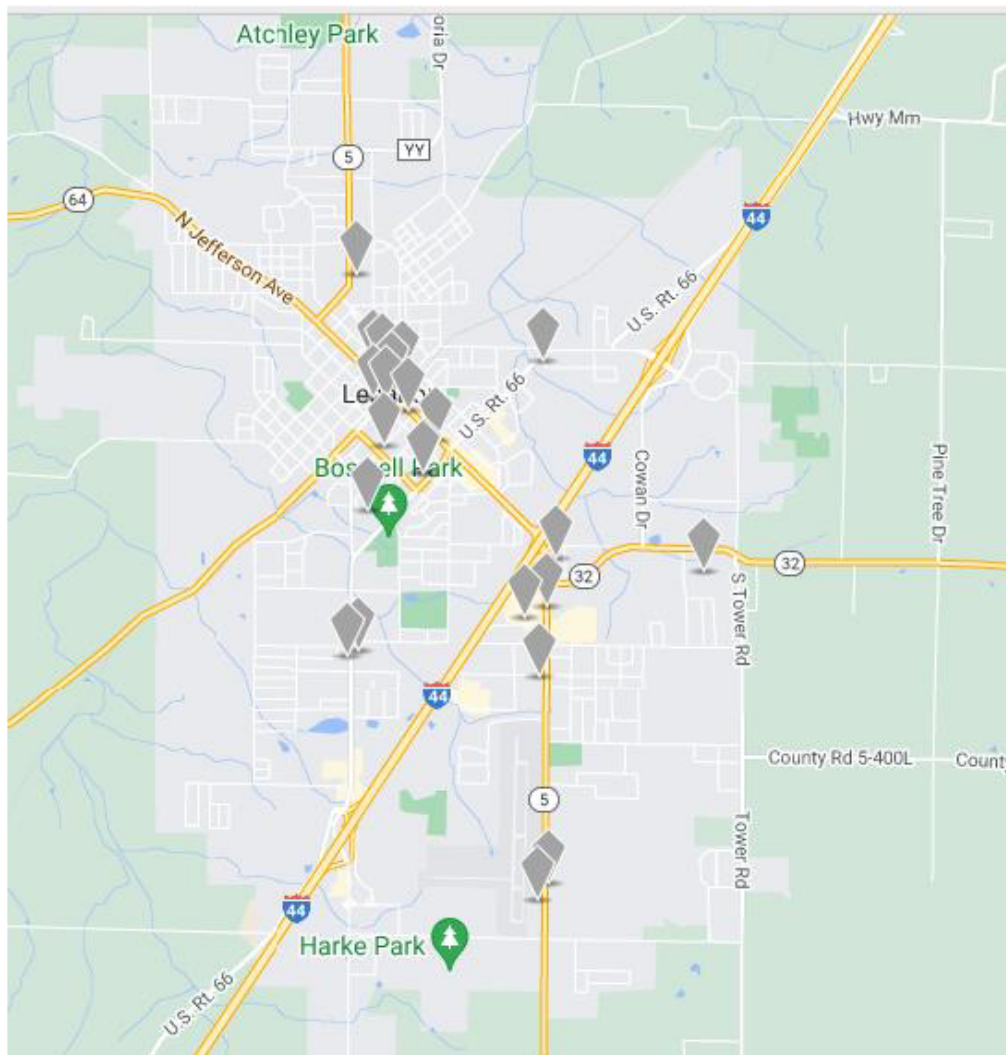 Atchley Park
oria Dr
Hwy Mm
YY
5
64
N Jefferson Ave
44
U.S. Rt. 66
U.S. Rt. 66
44
Cowan Dr
Pine Tree Dr
Park
32
32
S Tower Rd
44
County Rd 5-400L
County
5
Tower Rd
44
Harke Park
U.S. Rt. 66